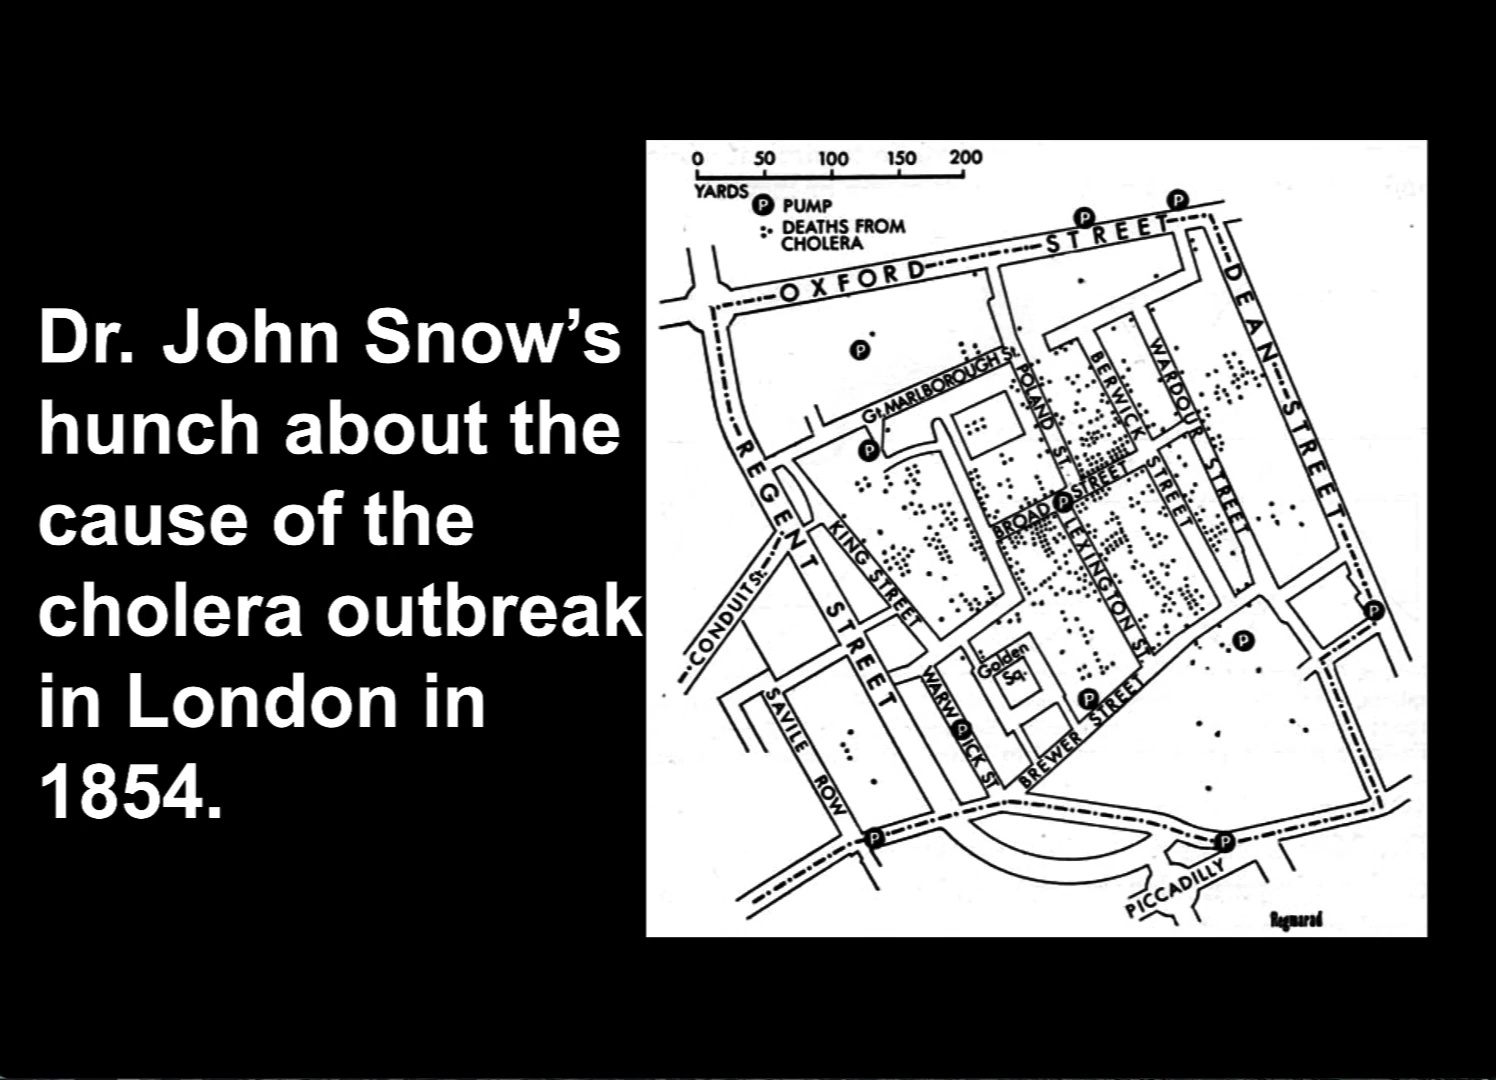 Dr. John Snow’s
hunch about the
cause of the
cholera outbreak
in London in
1854.
0 50 100 150 200
YARDS
P PUMP
DEATHS FROM
CHOLERA
P
P
OXFORD STREET
DEAN STREET
P
Gt. MARLBOROUGH St.
POLAND ST.
BERWICK STREET
WARDOUR STREET
P
REGENT STREET
BROAD P STREET
KING STREET
LEXINGTON ST.
CONDUIT St.
P
P
Golden
Sq.
WARW P ICK ST
P
BREWER STREET
SAVILE ROW
P
P
PICCADILLY